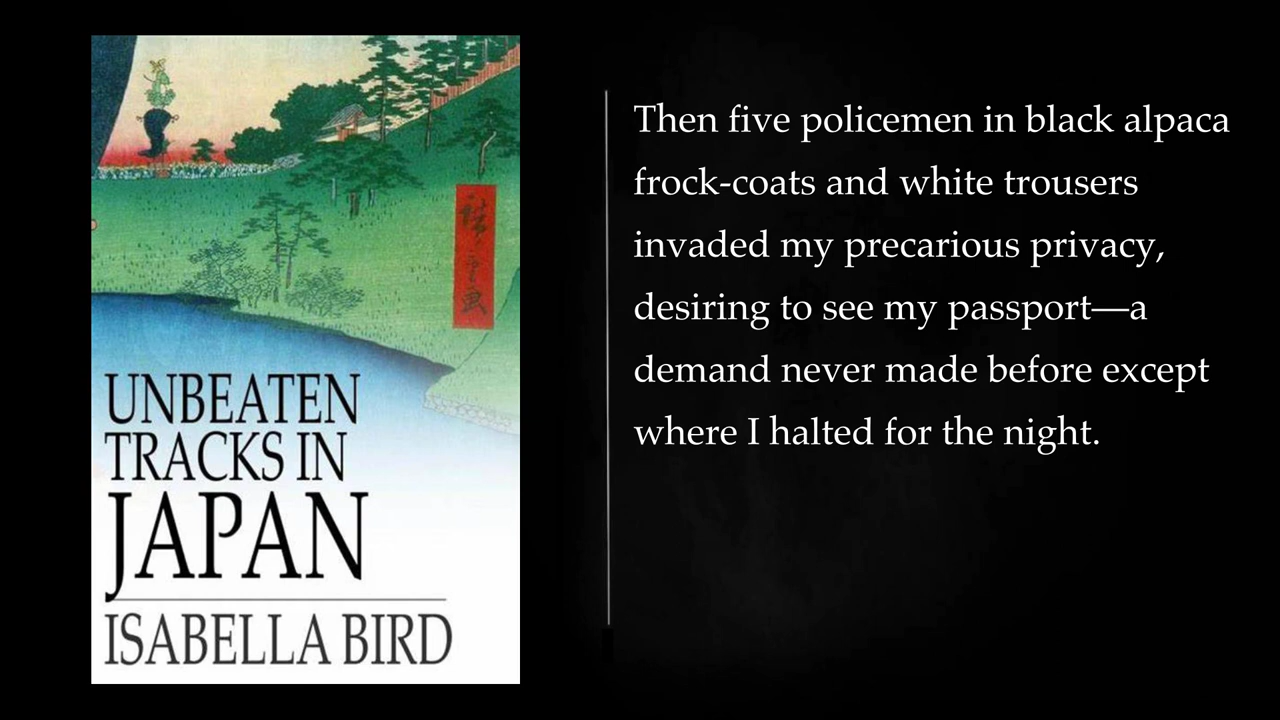 UNBEATEN
TRACKS IN
JAPAN
ISABELLA BIRD
Then five policemen in black alpaca
frock-coats and white trousers
invaded my precarious privacy,
desiring to see my passport—a
demand never made before except
where I halted for the night.